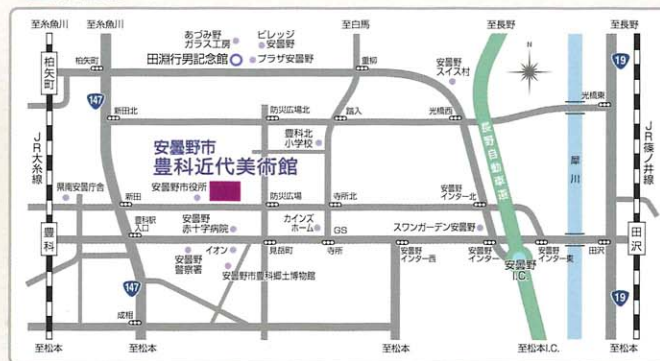 至糸魚川
至糸魚川
至白馬
至長野
至長野
あづみ野
ガラス工房
ビレッジ
安曇野
田淵行男記念館
プラザ安曇野
柏矢町
柏矢町
重柳
安曇野
スイス村
N
19
147
新田北
防災広場北
踏入
光橋西
光橋東
JR大糸線
豊科北
小学校
長野自動車道
犀川
JR篠ノ井線
安曇野市
豊科近代美術館
県南安曇庁舎
新田
安曇野市役所
防災広場
寺所北
安曇野
インター北
豊科駅
入口
安曇野
赤十字病院
カインズ
ホーム
GS
スワンガーデン安曇野
豊科
イオン
見岳町
寺所
安曇野
インター西
安曇野
インター
安曇野
インター東
田沢
田沢
安曇野
警察署
安曇野市豊科郷土博物館
安曇野
I.C.
147
19
成相
至松本
至松本
至松本
至松本I.C.
至松本